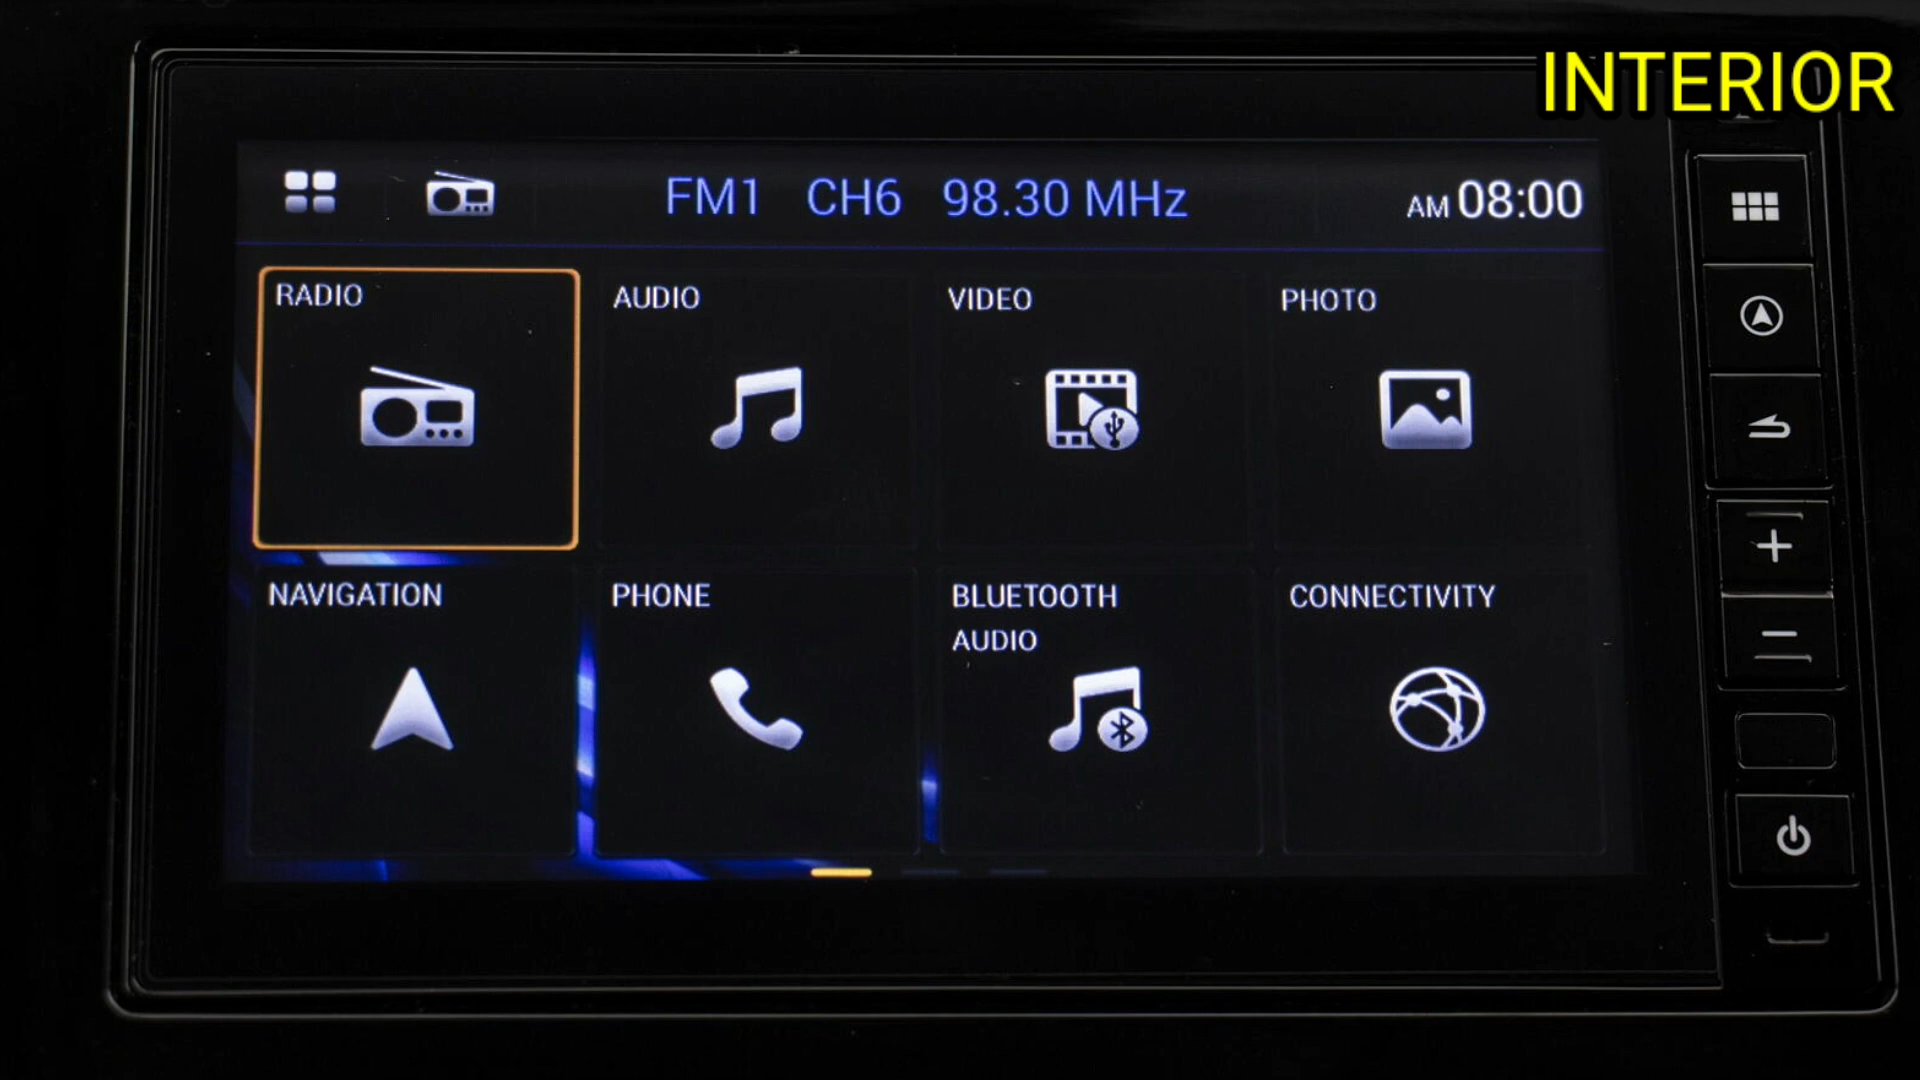 INTERIOR
FM1 CH6 98.30 MHz
AM 08:00
RADIO
AUDIO
VIDEO
PHOTO
NAVIGATION
PHONE
BLUETOOTH
AUDIO
CONNECTIVITY